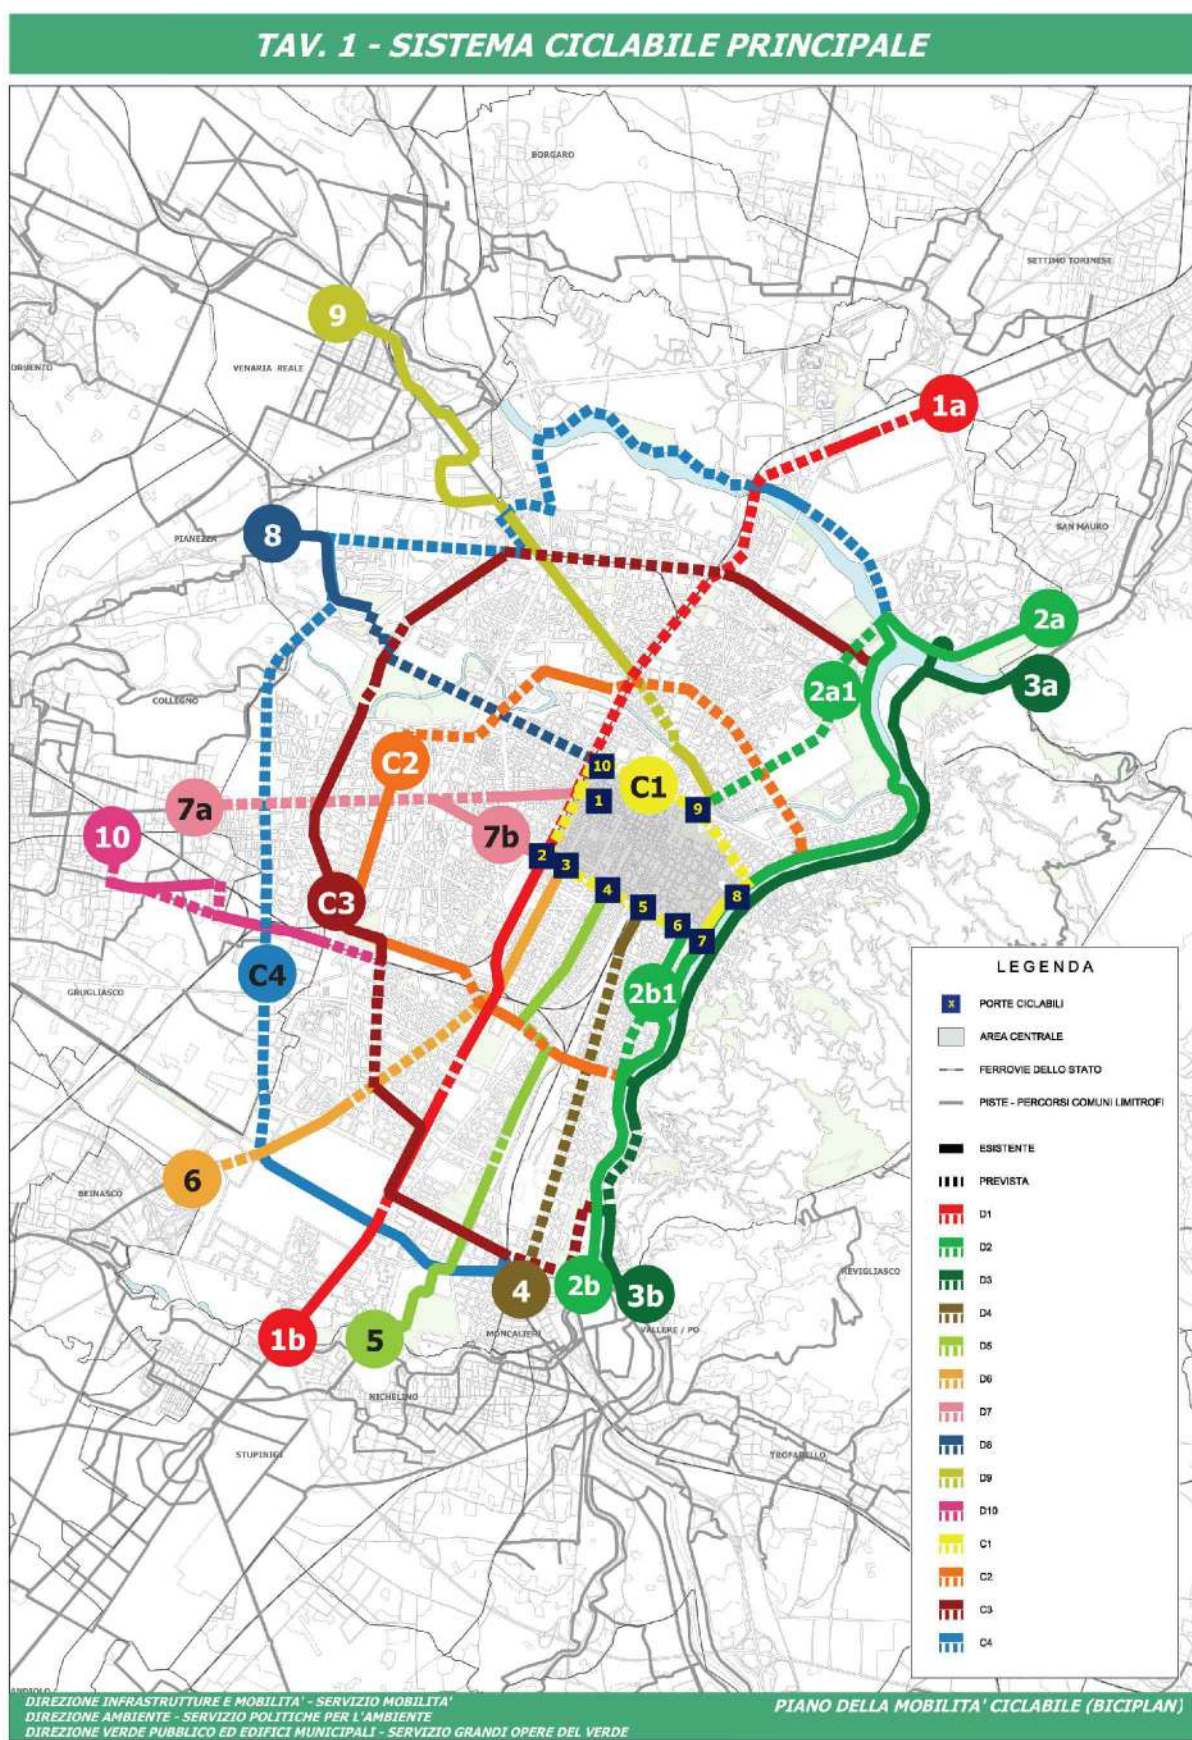 TAV. 1 - SISTEMA CICLABILE PRINCIPALE
BORGARO
SETTIMO TORINESE
9
VENARIA REALE
1a
8
PIANEZZA
SAN MAURO
2a
2a1
3a
COLLEGNO
C2
10
C1
7a
1
9
10
7b
2
3
4
8
C3
5
6
7
C4
2b1
GRUGLIASCO
6
BEINASCO
4
2b
3b
REVIGLIASCO
1b
5
MONCALIERI
VALLERE / PO
NICHELINO
STUPINIGI
TROFARELLO
LEGENDA
X PORTE CICLABILI
AREA CENTRALE
FERROVIE DELLO STATO
PISTE - PERCORSI COMUNI LIMITROFI
ESISTENTE
PREVISTA
D1
D2
D3
D4
D5
D6
D7
D8
D9
D10
C1
C2
C3
C4
DIREZIONE INFRASTRUTTURE E MOBILITA' - SERVIZIO MOBILITA'
DIREZIONE AMBIENTE - SERVIZIO POLITICHE PER L'AMBIENTE
DIREZIONE VERDE PUBBLICO ED EDIFICI MUNICIPALI - SERVIZIO GRANDI OPERE DEL VERDE
PIANO DELLA MOBILITA' CICLABILE (BICIPLAN)